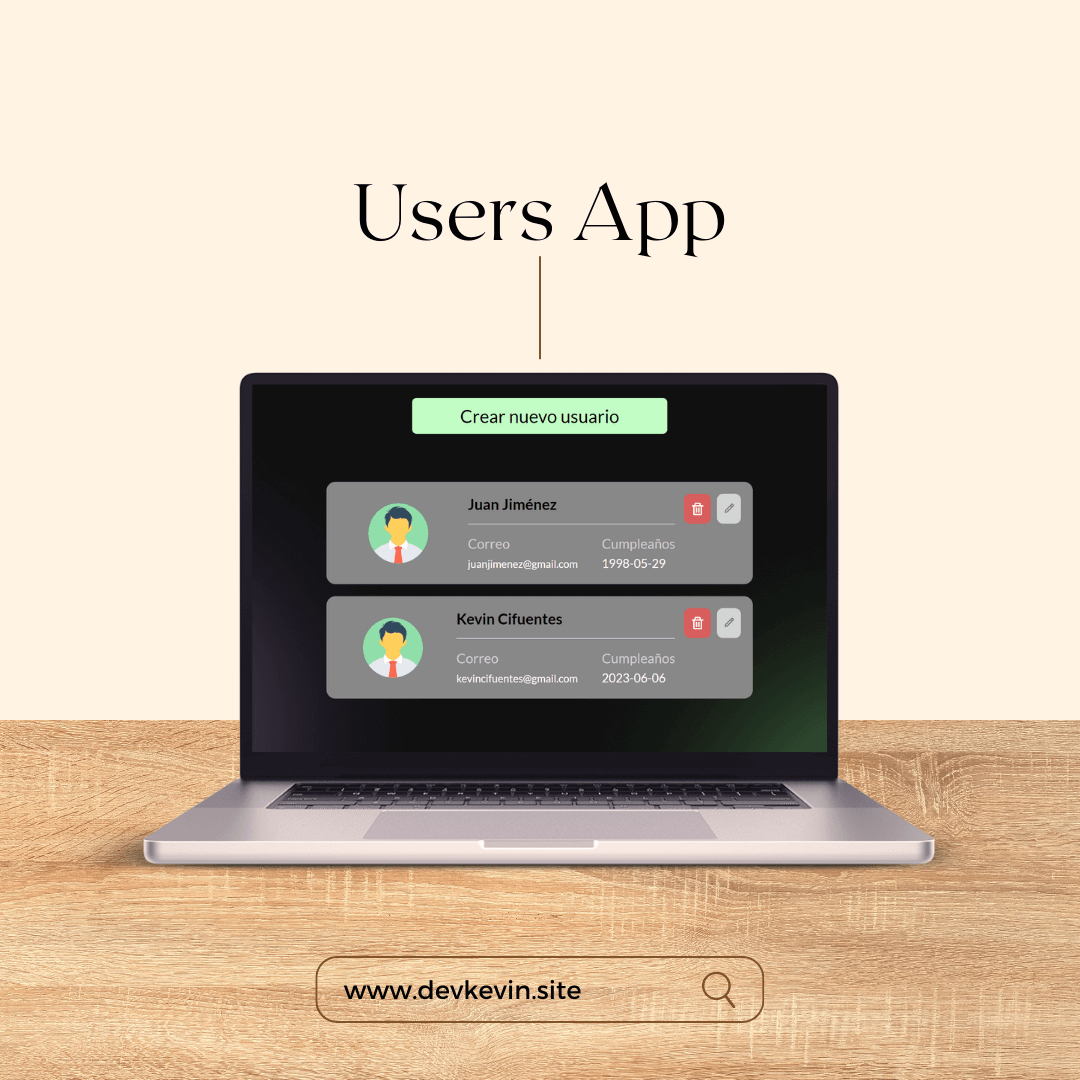 Users App
Crear nuevo usuario
Juan Jiménez
Correo
Cumpleaños
juanjimenez@gmail.com
1998-05-29
Kevin Cifuentes
Correo
Cumpleaños
kevincifuentes@gmail.com
2023-06-06
www.devkevin.site